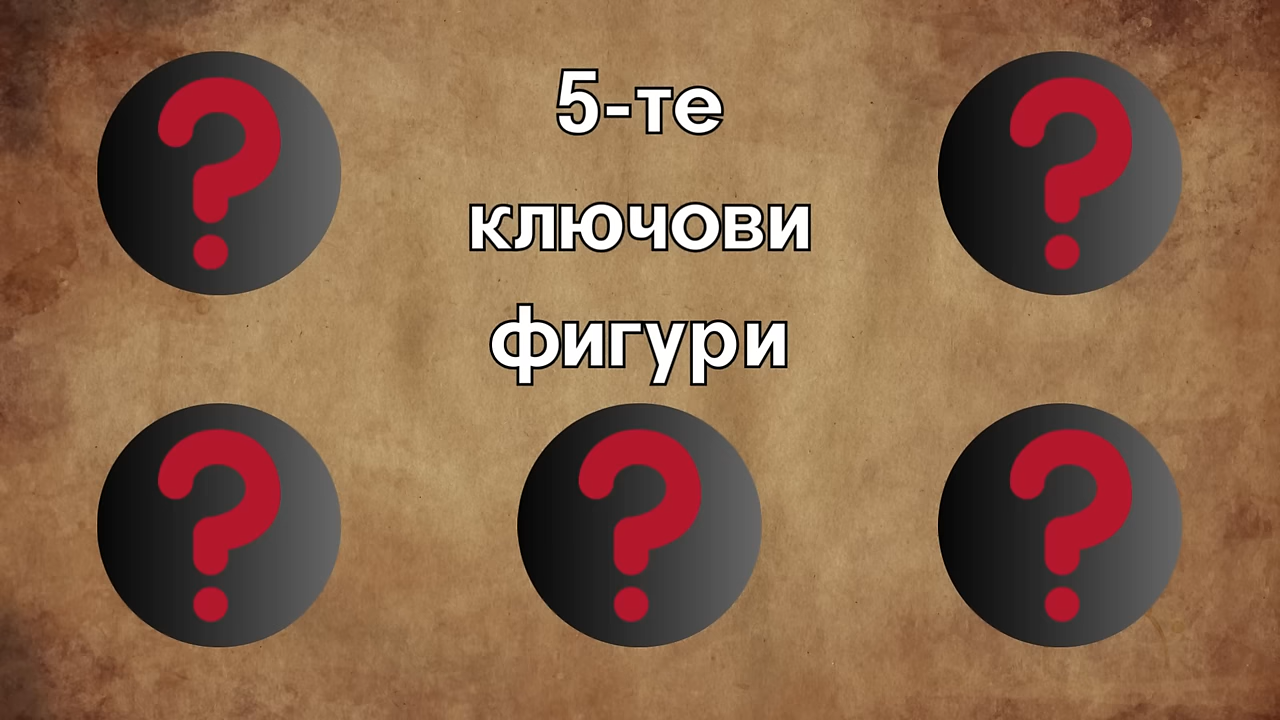 5-те
ключови
фигури